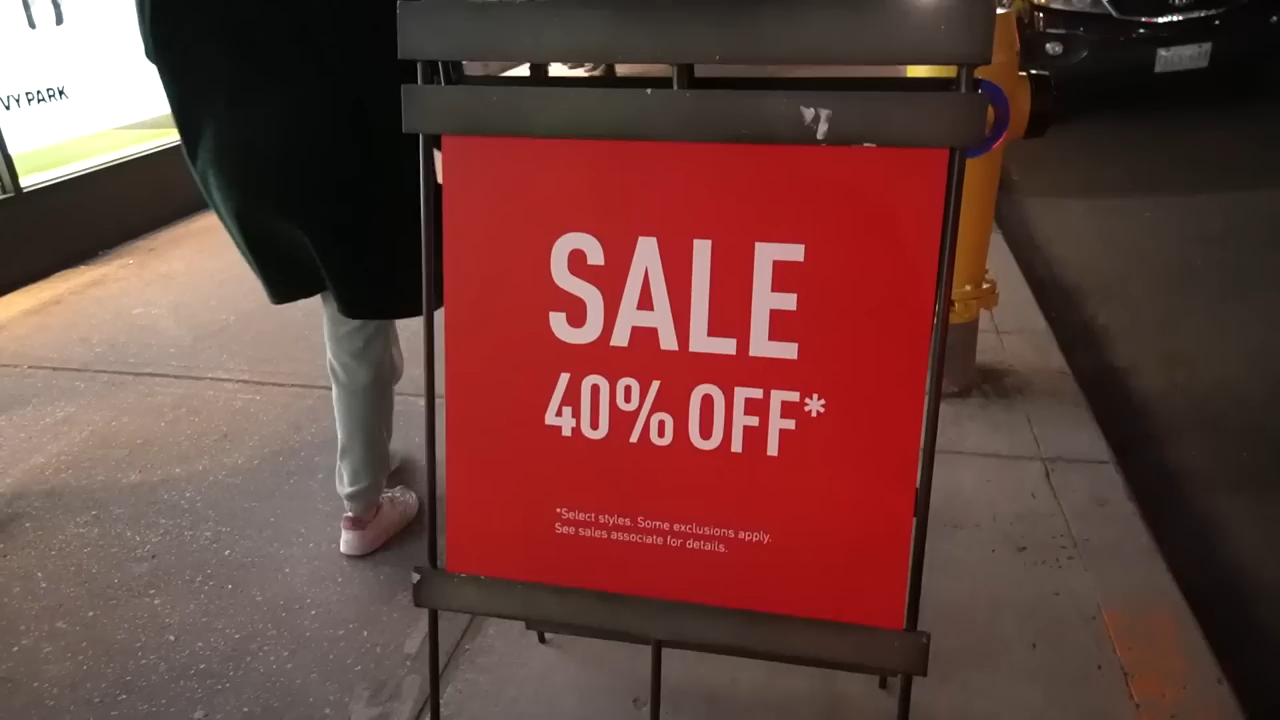 VY PARK
SALE
40% OFF*
*Select styles. Some exclusions apply.
See sales associate for details.